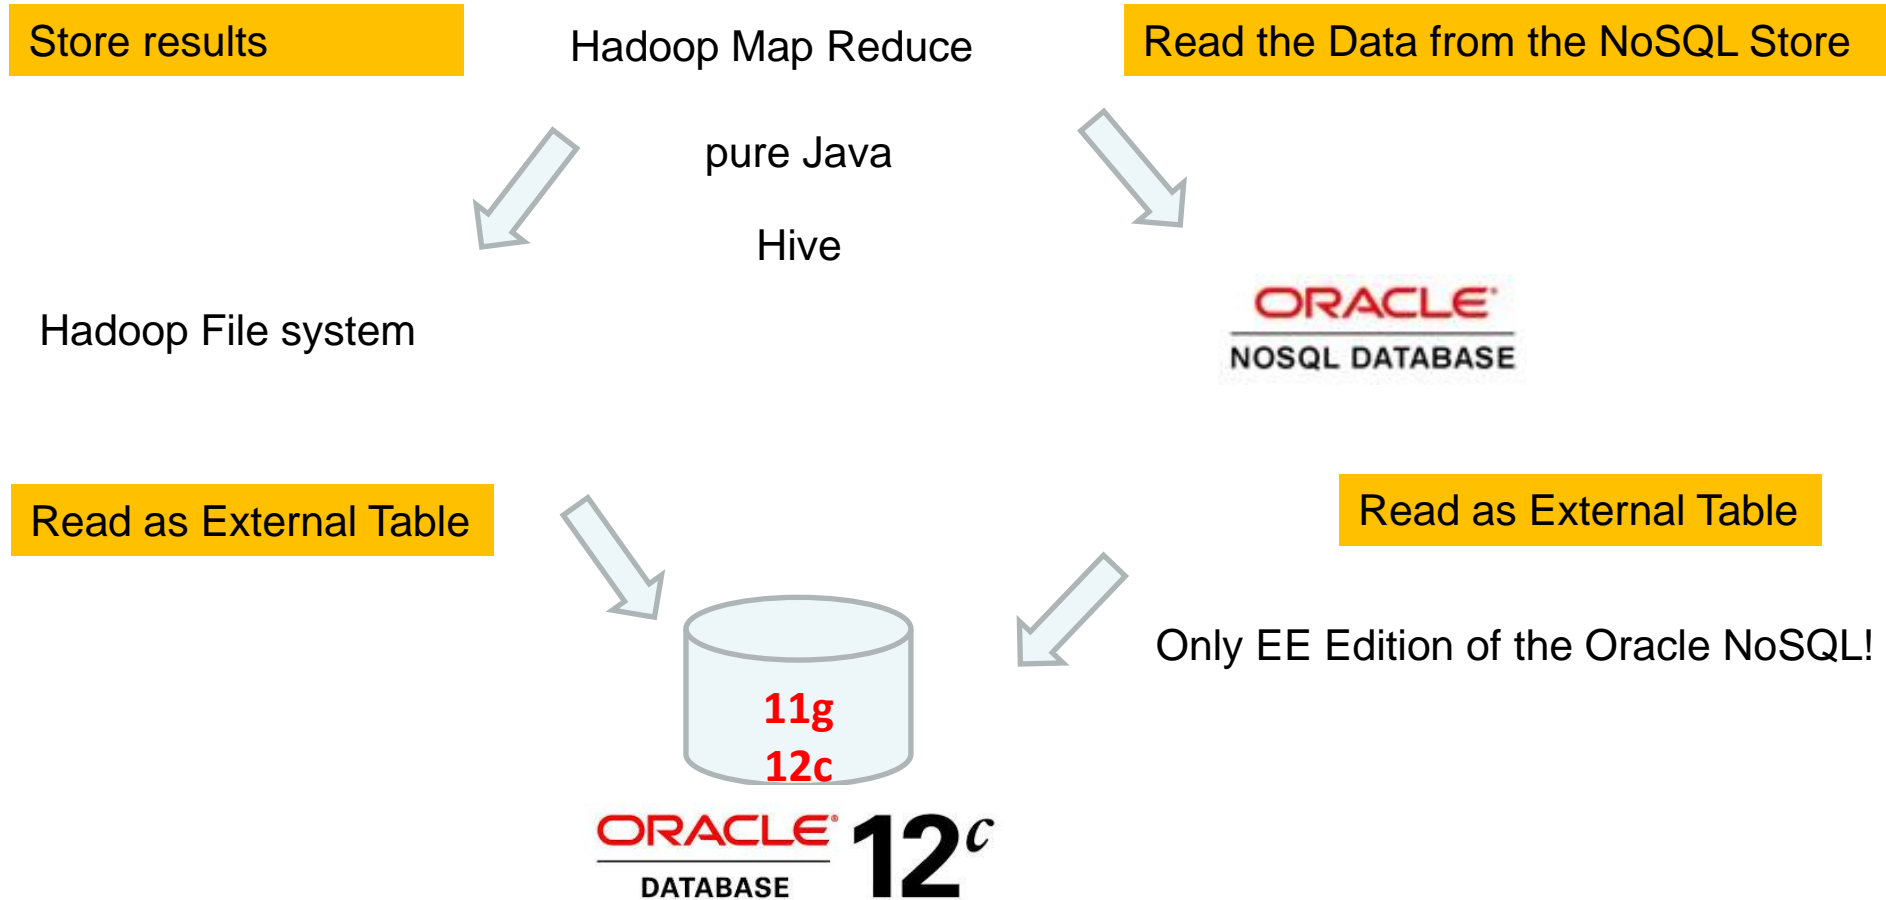 Store results
Hadoop Map Reduce
Read the Data from the NoSQL Store
pure Java
Hive
Hadoop File system
ORACLE
NOSQL DATABASE
Read as External Table
Read as External Table
Only EE Edition of the Oracle NoSQL!
11g
12c
ORACLE 12c
DATABASE